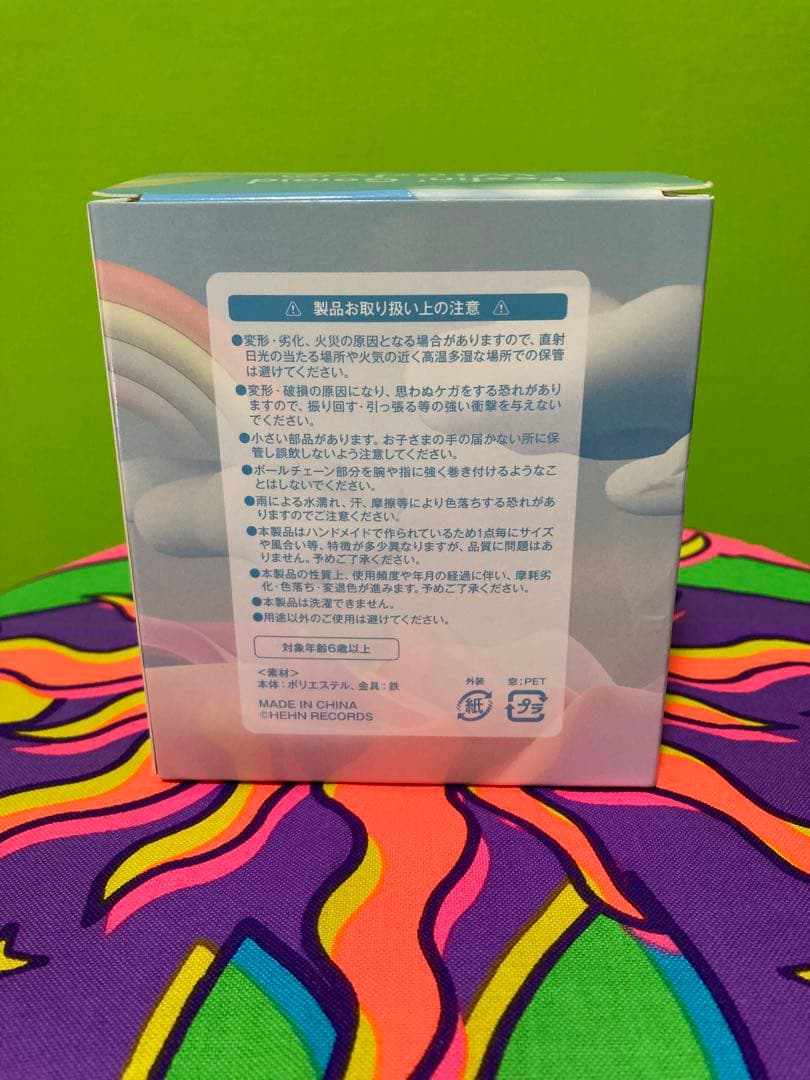 ⚠ 製品お取り扱い上の注意 ⚠
●変形・劣化、火災の原因となる場合がありますので、直射
日光の当たる場所や火気の近く高温多湿な場所での保管
は避けてください。
●変形・破損の原因になり、思わぬケガをする恐れがあり
ますので、振り回す・引っ張る等の強い衝撃を与えない
でください。
●小さい部品があります。お子さまの手の届かない所に保
管し誤飲しないよう注意してください。
●ボールチェーン部分を腕や指に強く巻き付けるようなこ
とはしないでください。
●雨による水濡れ、汗、摩擦等により色落ちする恐れがあ
りますのでご注意ください。
●本製品はハンドメイドで作られているため1点毎にサイズ
や風合い等、特徴が多少異なりますが、品質に問題はあ
りません。予めご了承ください。
●本製品の性質上、使用頻度や年月の経過に伴い、摩耗劣
化・色落ち・変退色が進みます。予めご了承ください。
●本製品は洗濯できません。
●用途以外のご使用は避けてください。
対象年齢6歳以上
<素材>
本体：ポリエステル、金具：鉄
MADE IN CHINA
©HEHN RECORDS
外装
紙
窓：PET
プラ